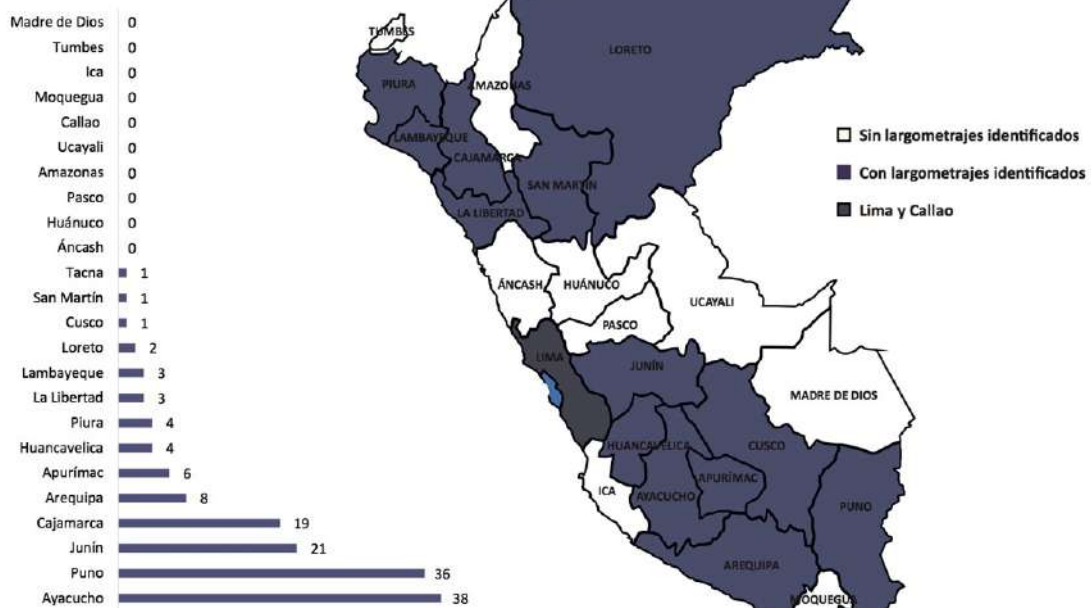 Madre de Dios 0
Tumbes 0
Ica 0
Moquegua 0
Callao 0
Ucayali 0
Amazonas 0
Pasco 0
Huánuco 0
Áncash 0
Tacna 1
San Martín 1
Cusco 1
Loreto 2
Lambayeque 3
La Libertad 3
Piura 4
Huancavelica 4
Apurímac 6
Arequipa 8
Cajamarca 19
Junín 21
Puno 36
Ayacucho 38
TUMBES
LORETO
PIURA
AMAZONAS
LAMBAYEQUE
CAJAMARCA
SAN MARTIN
LA LIBERTAD
ÁNCASH
HUÁNUCO
UCAYALI
PASCO
LIMA
JUNÍN
MADRE DE DIOS
HUANCAVELICA
CUSCO
ICA
AYACUCHO
APURÍMAC
PUNO
AREQUIPA
MOQUEGUA
Sin largometrajes identificados
Con largometrajes identificados
Lima y Callao